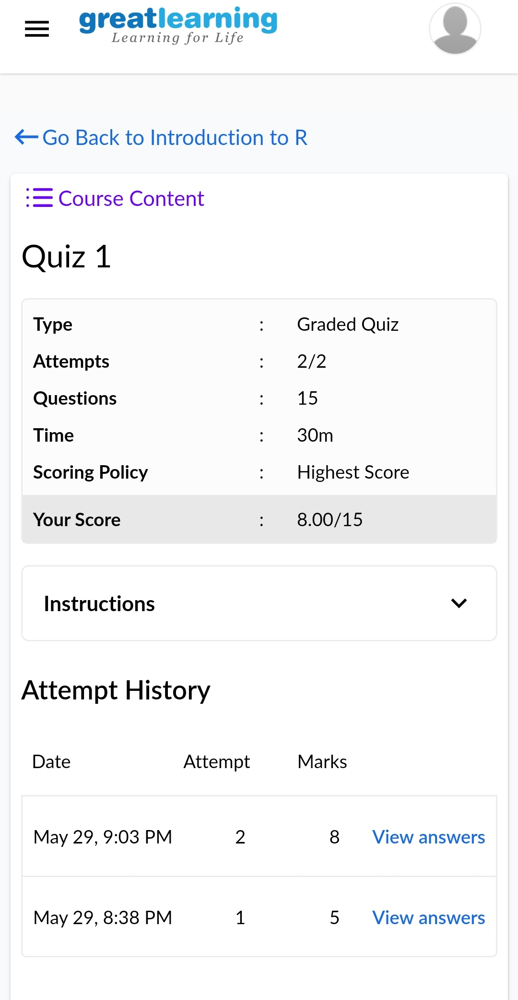 greatlearning
Learning for Life
Go Back to Introduction to R
Course Content
Quiz 1
Type : Graded Quiz
Attempts : 2/2
Questions : 15
Time : 30m
Scoring Policy : Highest Score
Your Score : 8.00/15
Instructions
Attempt History
Date Attempt Marks
May 29, 9:03 PM 2 8 View answers
May 29, 8:38 PM 1 5 View answers